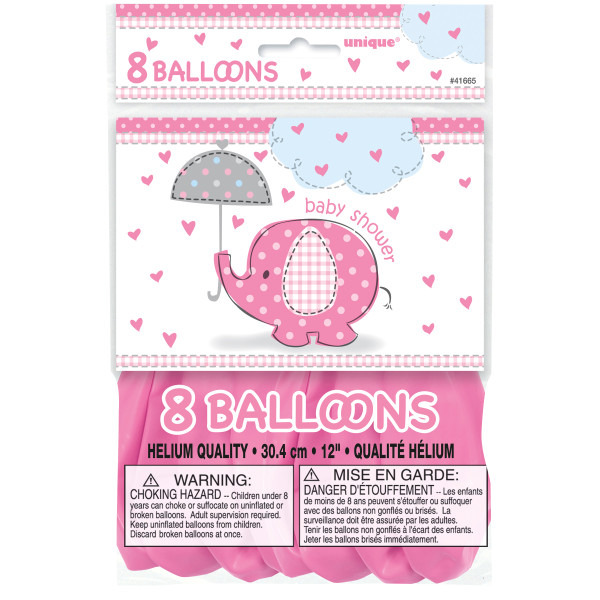 unique®
8 BALLOONS
#41665
baby shower
8 BALLOONS
HELIUM QUALITY • 30.4 cm • 12" • QUALITÉ HÉLIUM
⚠ WARNING:
CHOKING HAZARD -- Children under 8
years can choke or suffocate on uninflated or
broken balloons. Adult supervision required.
Keep uninflated balloons from children.
Discard broken balloons at once.
⚠ MISE EN GARDE:
DANGER D'ÉTOUFFEMENT -- Les enfants
de moins de 8 ans peuvent s'étouffer ou suffoquer
avec des ballons non gonflés ou brisés. La
surveillance doit être assurée par les adultes.
Tenir les ballons non gonflés à l'écart des enfants.
Jeter les ballons brisés immédiatement.